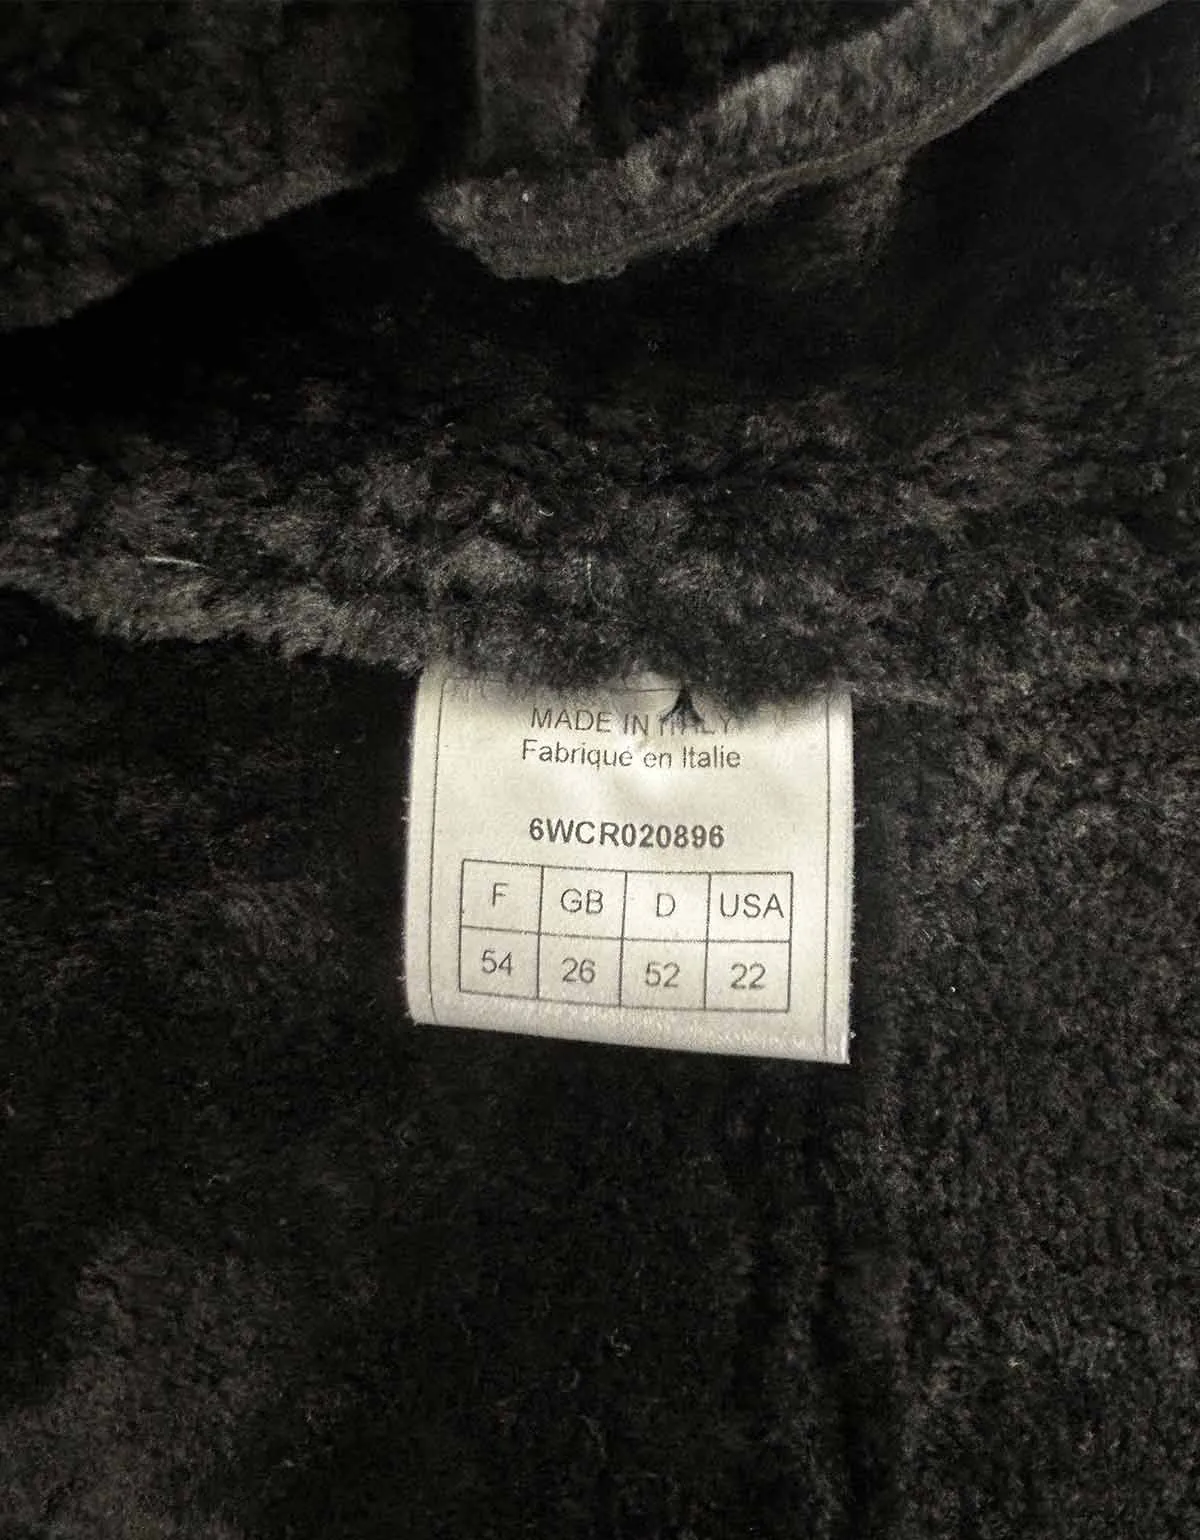 MADE IN ITALY
Fabriqué en Italie
6WCR020896
F GB D USA
54 26 52 22